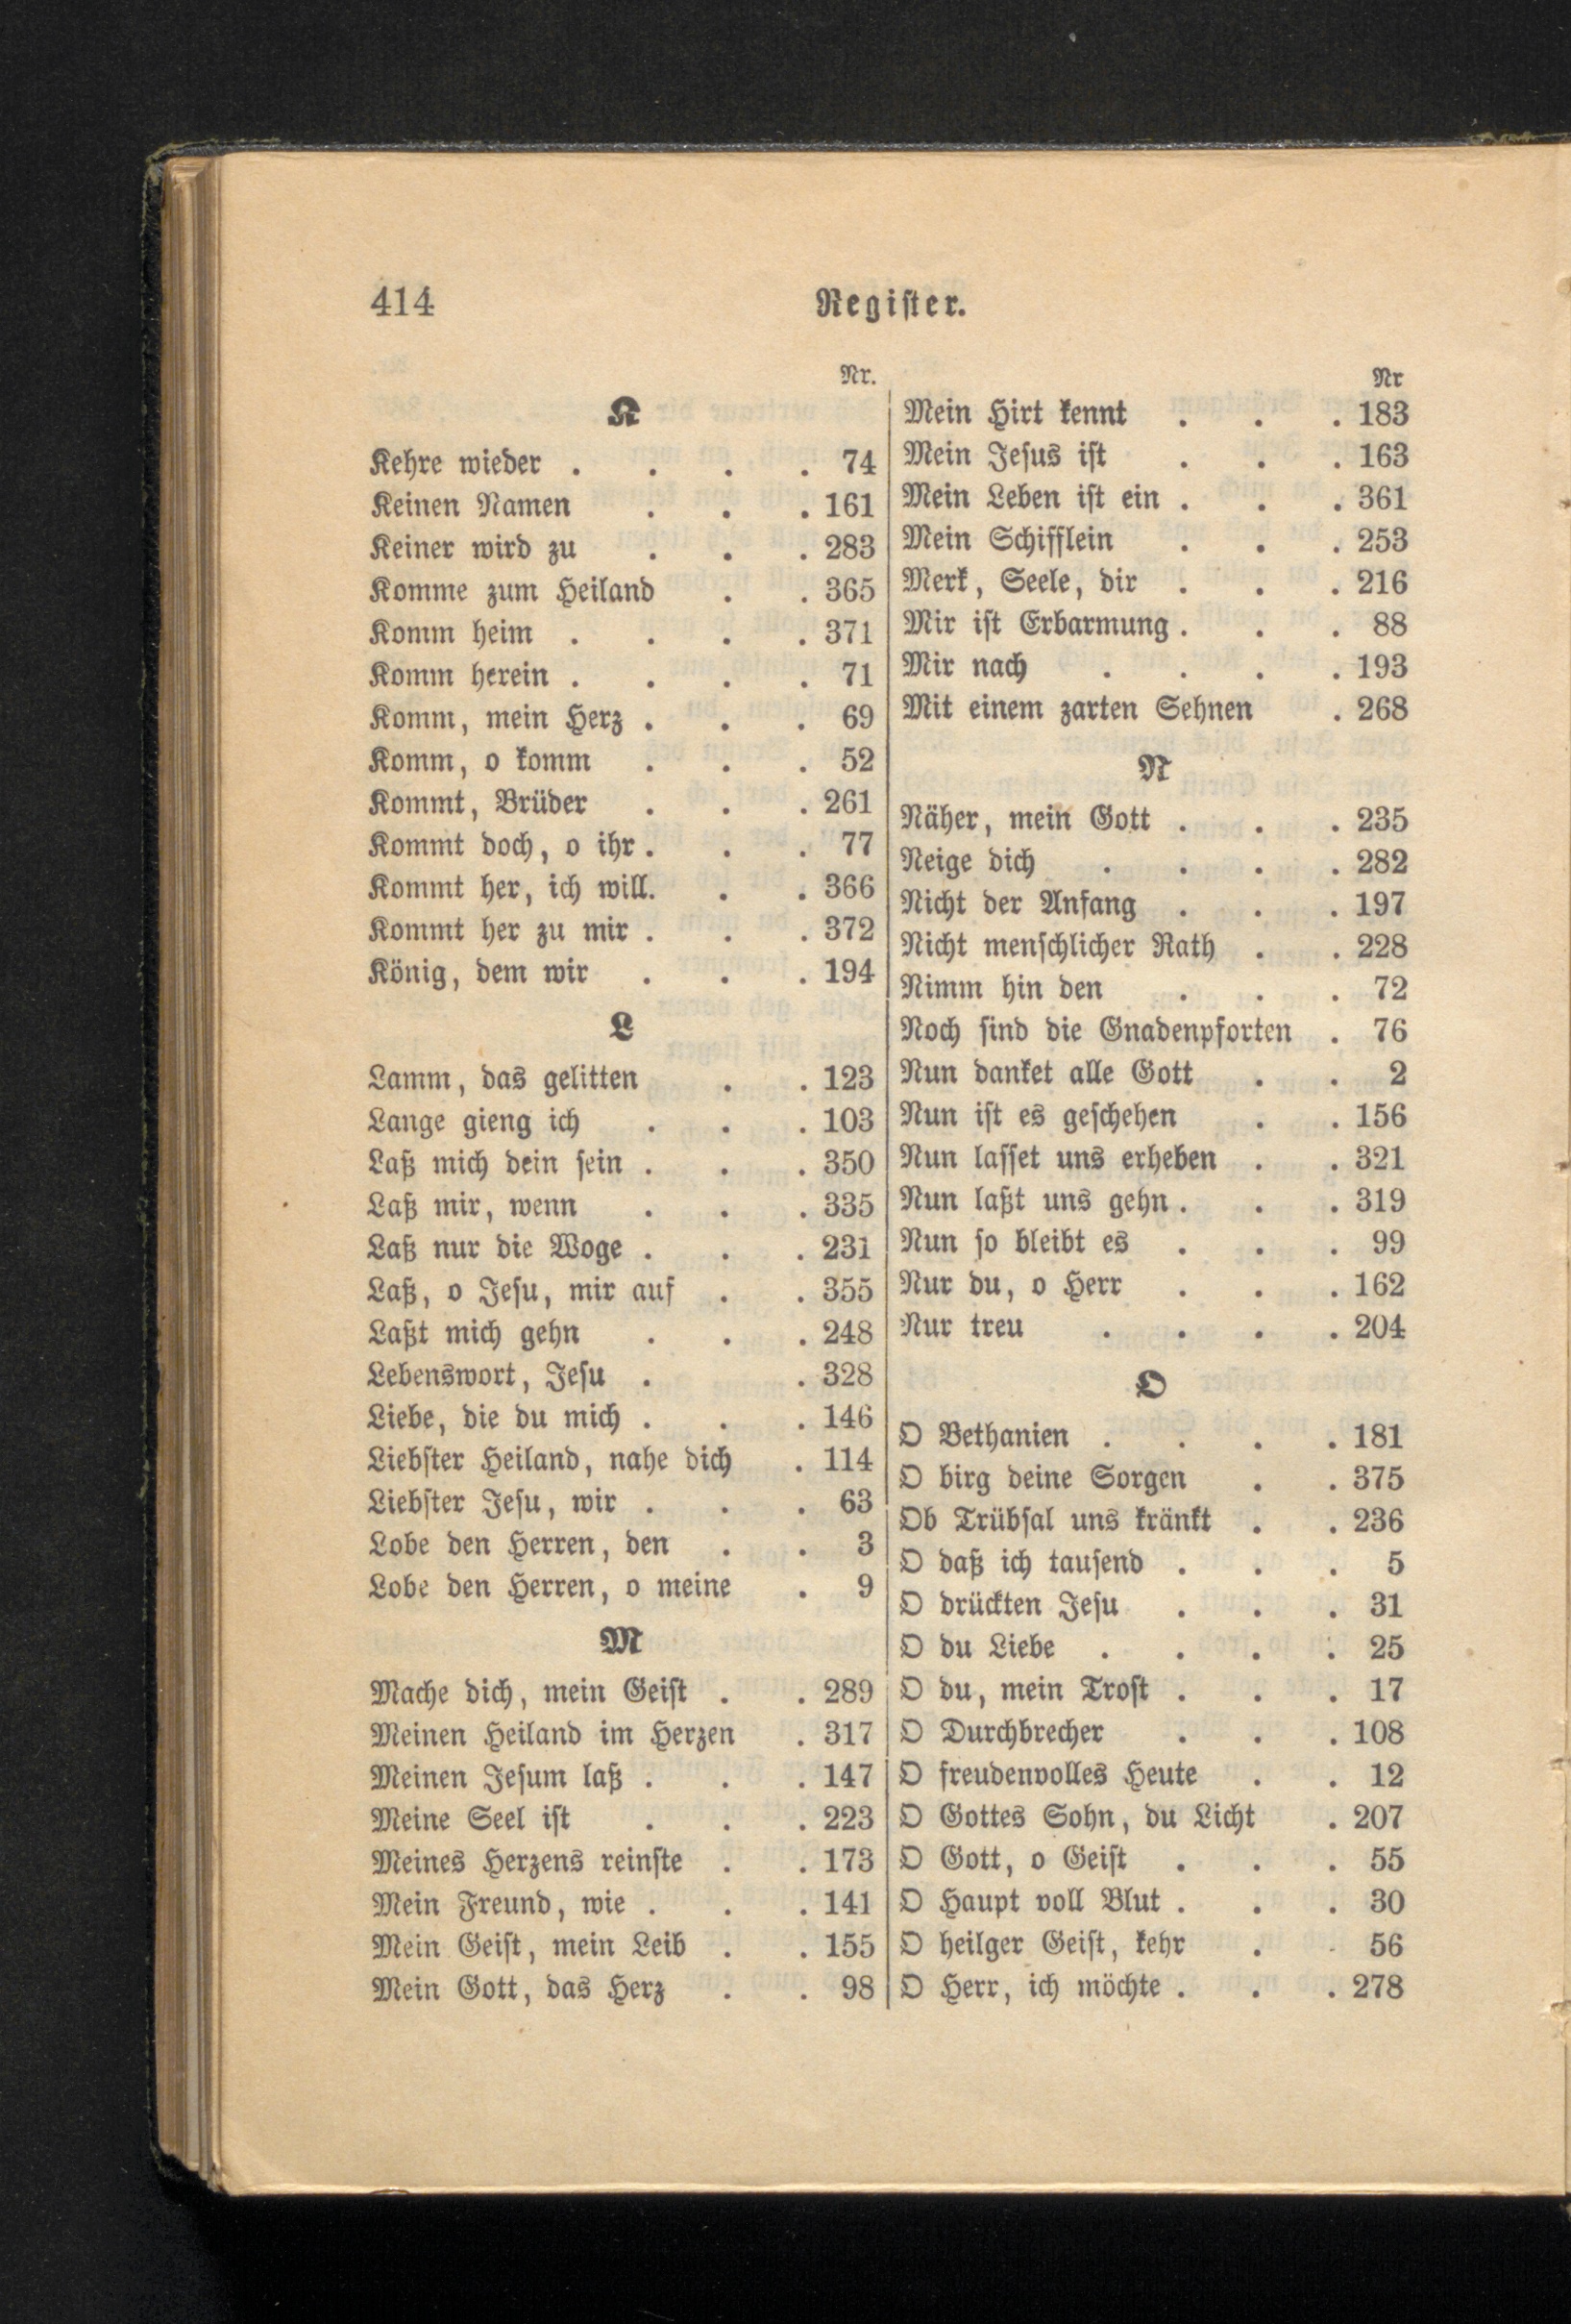 414
Register.
Nr.
K
Kehre wieder . . . . 74
Keinen Namen . . . 161
Keiner wird zu . . . 283
Komme zum Heiland . . 365
Komm heim . . . . 371
Komm herein . . . . 71
Komm, mein Herz . . . 69
Komm, o komm . . . 52
Kommt, Brüder . . . 261
Kommt doch, o ihr . . . 77
Kommt her, ich will. . . 366
Kommt her zu mir . . . 372
König, dem wir . . . 194
L
Lamm, das gelitten . . 123
Lange gieng ich . . . 103
Laß mich dein sein . . . 350
Laß mir, wenn . . . 335
Laß nur die Woge . . . 231
Laß, o Jesu, mir auf . . 355
Laßt mich gehn . . . 248
Lebenswort, Jesu . . 328
Liebe, die du mich . . . 146
Liebster Heiland, nahe dich . 114
Liebster Jesu, wir . . . 63
Lobe den Herren, den . . 3
Lobe den Herren, o meine . 9
M
Mache dich, mein Geist . . 289
Meinen Heiland im Herzen . 317
Meinen Jesum laß . . . 147
Meine Seel ist . . . 223
Meines Herzens reinste . . 173
Mein Freund, wie . . . 141
Mein Geist, mein Leib . . 155
Mein Gott, das Herz . . 98
Nr
Mein Hirt kennt . . . 183
Mein Jesus ist . . . 163
Mein Leben ist ein . . . 361
Mein Schifflein . . . 253
Merk, Seele, dir . . . 216
Mir ist Erbarmung . . . 88
Mir nach . . . . 193
Mit einem zarten Sehnen . 268
N
Näher, mein Gott . . . 235
Neige dich . . . . 282
Nicht der Anfang . . . 197
Nicht menschlicher Rath . . 228
Nimm hin den . . . 72
Noch sind die Gnadenpforten . 76
Nun danket alle Gott . . 2
Nun ist es geschehen . . 156
Nun lasset uns erheben . . 321
Nun laßt uns gehn . . . 319
Nun so bleibt es . . . 99
Nur du, o Herr . . . 162
Nur treu . . . . 204
O
O Bethanien . . . . 181
O birg deine Sorgen . . 375
Ob Trübsal uns kränkt . . 236
O daß ich tausend . . . 5
O drückten Jesu . . . 31
O du Liebe . . . . 25
O du, mein Trost . . . 17
O Durchbrecher . . . 108
O freudenvolles Heute . . 12
O Gottes Sohn, du Licht . 207
O Gott, o Geist . . . 55
O Haupt voll Blut . . . 30
O heilger Geist, kehr . . 56
O Herr, ich möchte . . . 278